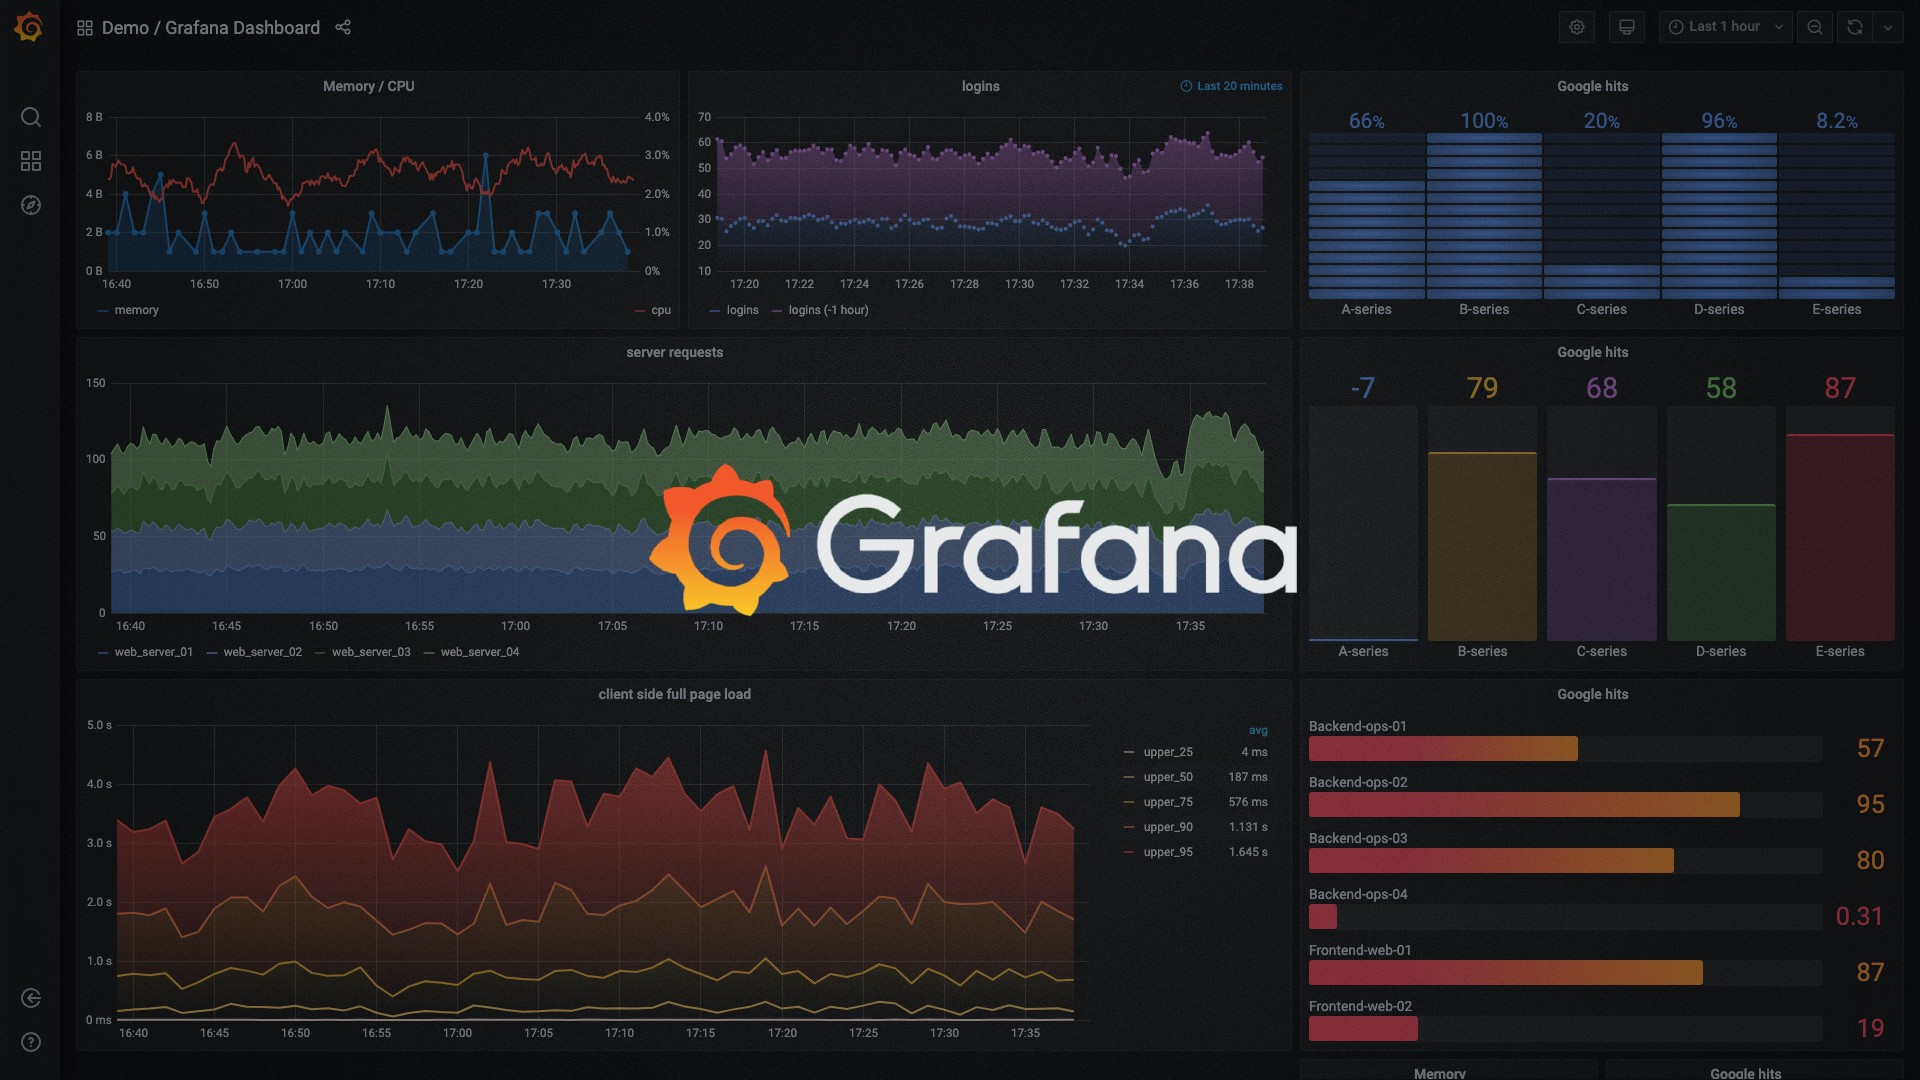 Demo / Grafana Dashboard
Last 1 hour
Memory / CPU
8 B
6 B
4 B
2 B
0 B
4.0%
3.0%
2.0%
1.0%
0%
16:40 16:50 17:00 17:10 17:20 17:30
memory
cpu
logins
Last 20 minutes
70
60
50
40
30
20
10
17:20 17:22 17:24 17:26 17:28 17:30 17:32 17:34 17:36 17:38
logins logins (-1 hour)
Google hits
66% 100% 20% 96% 8.2%
A-series B-series C-series D-series E-series
server requests
150
100
50
0
16:40 16:45 16:50 16:55 17:00 17:05 17:10 17:15 17:20 17:25 17:30 17:35
web_server_01 web_server_02 web_server_03 web_server_04
Grafana
Google hits
-7 79 68 58 87
A-series B-series C-series D-series E-series
client side full page load
5.0 s
4.0 s
3.0 s
2.0 s
1.0 s
0 ms
16:40 16:45 16:50 16:55 17:00 17:05 17:10 17:15 17:20 17:25 17:30 17:35
avg
upper_25 4 ms
upper_50 187 ms
upper_75 576 ms
upper_90 1.131 s
upper_95 1.645 s
Google hits
Backend-ops-01
57
Backend-ops-02
95
Backend-ops-03
80
Backend-ops-04
0.31
Frontend-web-01
87
Frontend-web-02
19
Memory
Google hits